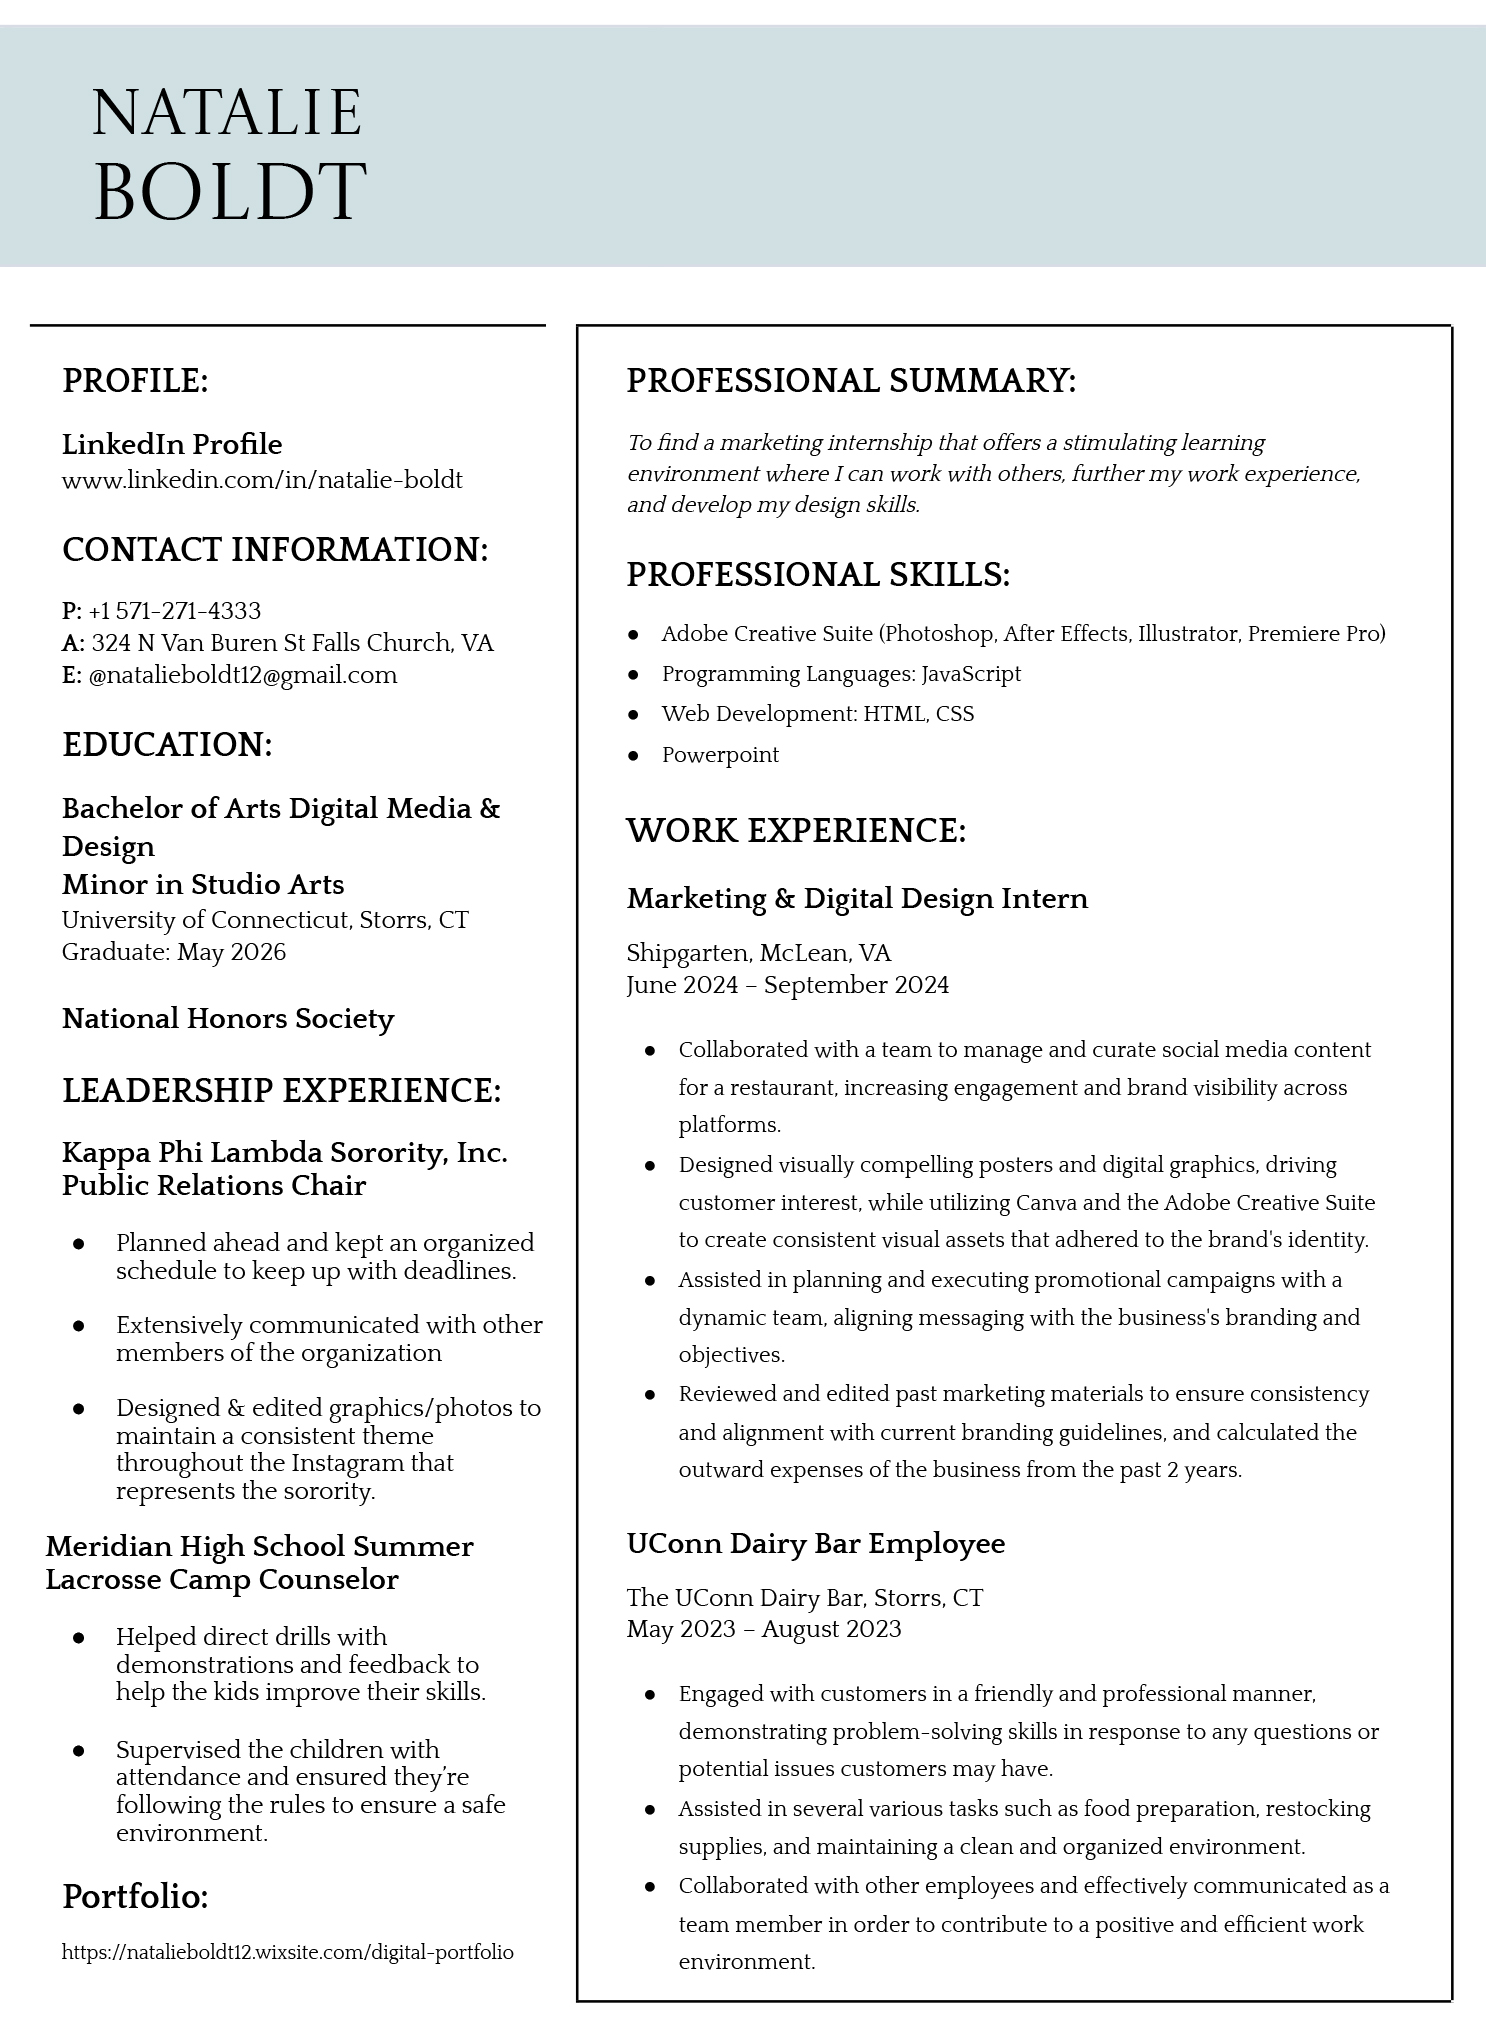 NATALIE
BOLDT
PROFILE:
LinkedIn Profile
www.linkedin.com/in/natalie-boldt
CONTACT INFORMATION:
P: +1 571-271-4333
A: 324 N Van Buren St Falls Church, VA
E: @natalieboldt12@gmail.com
EDUCATION:
Bachelor of Arts Digital Media &
Design
Minor in Studio Arts
University of Connecticut, Storrs, CT
Graduate: May 2026
National Honors Society
LEADERSHIP EXPERIENCE:
Kappa Phi Lambda Sorority, Inc.
Public Relations Chair
● Planned ahead and kept an organized
schedule to keep up with deadlines.
● Extensively communicated with other
members of the organization
● Designed & edited graphics/photos to
maintain a consistent theme
throughout the Instagram that
represents the sorority.
Meridian High School Summer
Lacrosse Camp Counselor
● Helped direct drills with
demonstrations and feedback to
help the kids improve their skills.
● Supervised the children with
attendance and ensured they’re
following the rules to ensure a safe
environment.
Portfolio:
https://natalieboldt12.wixsite.com/digital-portfolio
PROFESSIONAL SUMMARY:
To find a marketing internship that offers a stimulating learning
environment where I can work with others, further my work experience,
and develop my design skills.
PROFESSIONAL SKILLS:
● Adobe Creative Suite (Photoshop, After Effects, Illustrator, Premiere Pro)
● Programming Languages: JavaScript
● Web Development: HTML, CSS
● Powerpoint
WORK EXPERIENCE:
Marketing & Digital Design Intern
Shipgarten, McLean, VA
June 2024 – September 2024
● Collaborated with a team to manage and curate social media content
for a restaurant, increasing engagement and brand visibility across
platforms.
● Designed visually compelling posters and digital graphics, driving
customer interest, while utilizing Canva and the Adobe Creative Suite
to create consistent visual assets that adhered to the brand's identity.
● Assisted in planning and executing promotional campaigns with a
dynamic team, aligning messaging with the business's branding and
objectives.
● Reviewed and edited past marketing materials to ensure consistency
and alignment with current branding guidelines, and calculated the
outward expenses of the business from the past 2 years.
UConn Dairy Bar Employee
The UConn Dairy Bar, Storrs, CT
May 2023 – August 2023
● Engaged with customers in a friendly and professional manner,
demonstrating problem-solving skills in response to any questions or
potential issues customers may have.
● Assisted in several various tasks such as food preparation, restocking
supplies, and maintaining a clean and organized environment.
● Collaborated with other employees and effectively communicated as a
team member in order to contribute to a positive and efficient work
environment.